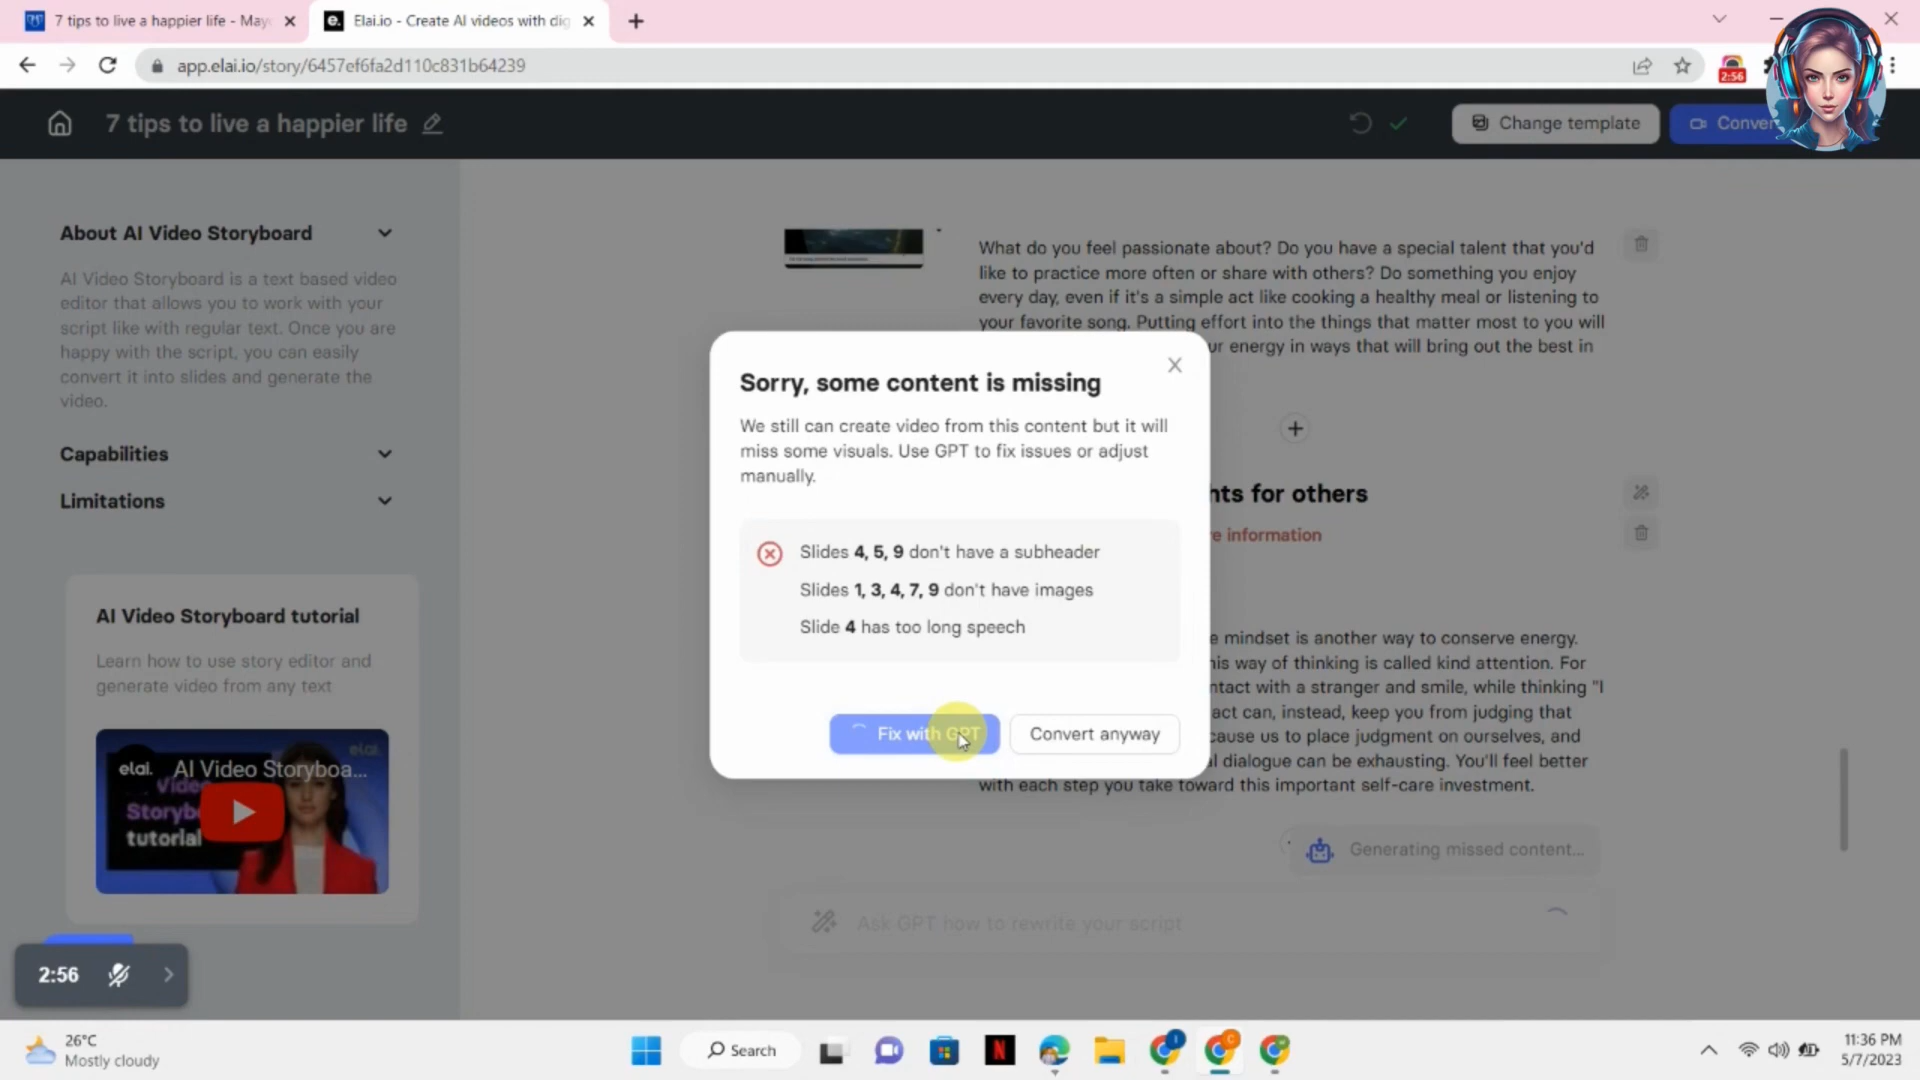 7 tips to live a happier life - May
Elai.io - Create AI videos with dig
app.elai.io/story/6457ef6fa2d110c831b64239
2:56
7 tips to live a happier life
Change template
Conver
About AI Video Storyboard
AI Video Storyboard is a text based video
editor that allows you to work with your
script like with regular text. Once you are
happy with the script, you can easily
convert it into slides and generate the
video.
Capabilities
Limitations
AI Video Storyboard tutorial
Learn how to use story editor and
generate video from any text
elai.
elai. AI Video Storyboa...
Video
Storyb
tutorial
What do you feel passionate about? Do you have a special talent that you'd
like to practice more often or share with others? Do something you enjoy
every day, even if it's a simple act like cooking a healthy meal or listening to
your favorite song. Putting effort into the things that matter most to you will
ur energy in ways that will bring out the best in
hts for others
e information
e mindset is another way to conserve energy.
his way of thinking is called kind attention. For
ntact with a stranger and smile, while thinking "I
act can, instead, keep you from judging that
cause us to place judgment on ourselves, and
al dialogue can be exhausting. You'll feel better
with each step you take toward this important self-care investment.
Sorry, some content is missing
We still can create video from this content but it will
miss some visuals. Use GPT to fix issues or adjust
manually.
Slides 4, 5, 9 don't have a subheader
Slides 1, 3, 4, 7, 9 don't have images
Slide 4 has too long speech
Fix with GPT
Convert anyway
Generating missed content...
Ask GPT how to rewrite your script
2:56
26°C
Mostly cloudy
Search
11:36 PM
5/7/2023